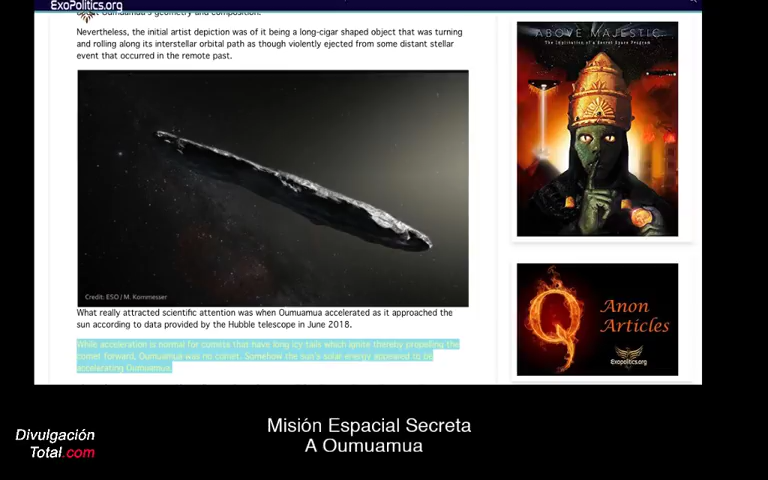 ExoPolitics.org
about Oumuamua's geometry and composition.
Nevertheless, the initial artist depiction was of it being a long-cigar shaped object that was turning
and rolling along its interstellar orbital path as though violently ejected from some distant stellar
event that occurred in the remote past.
Credit: ESO / M. Kornmesser
What really attracted scientific attention was when Oumuamua accelerated as it approached the
sun according to data provided by the Hubble telescope in June 2018.
While acceleration is normal for comets that have long icy tails which ignite thereby propelling the
comet forward, Oumuamua was no comet. Somehow the sun's solar energy appeared to be
accelerating Oumuamua.
ABOVE MAJESTIC
The Implications of a Secret Space Program
Q
Anon
Articles
Exopolitics.org
Misión Espacial Secreta
A Oumuamua
Divulgación
Total.com